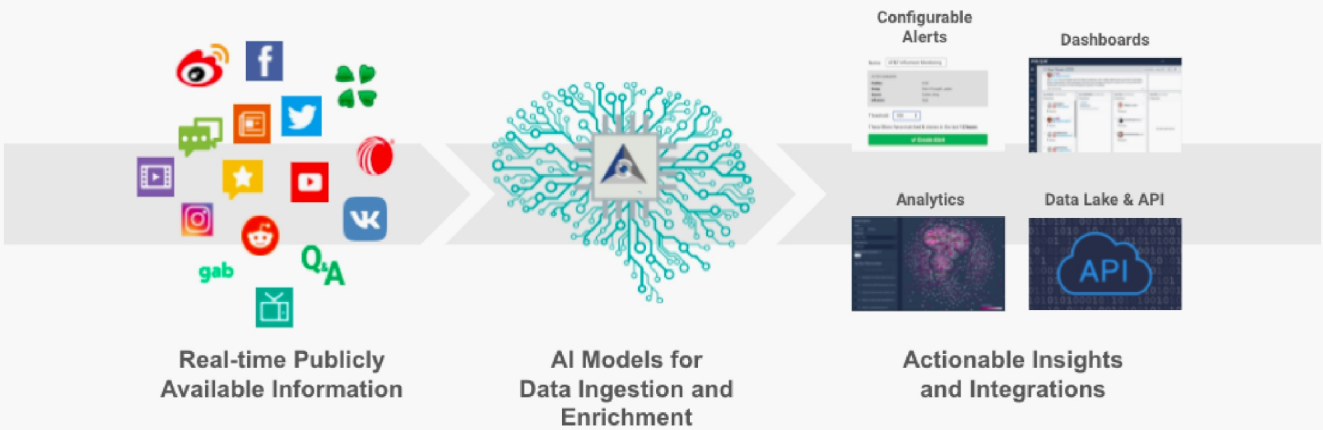 Configurable
Alerts
Dashboards
Analytics
Data Lake & API
gab
Q&A
API
Real-time Publicly
Available Information
AI Models for
Data Ingestion and
Enrichment
Actionable Insights
and Integrations